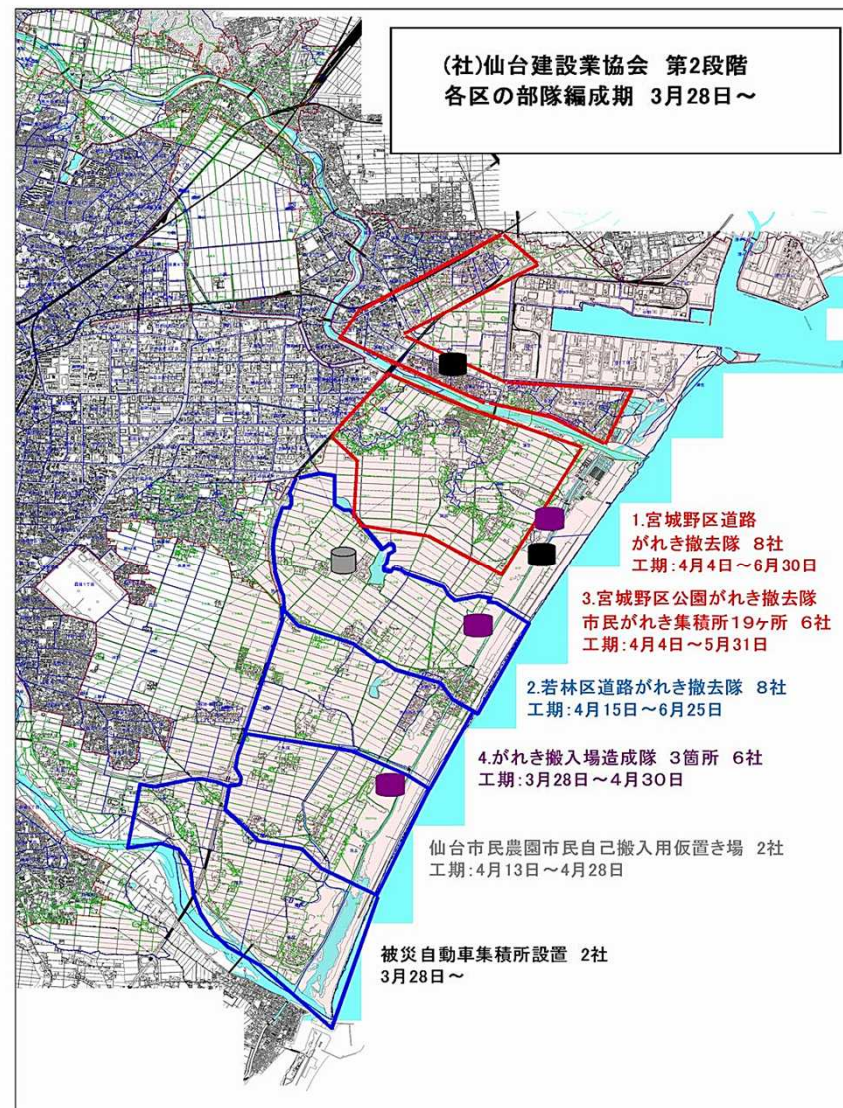 (社)仙台建設業協会 第2段階
各区の部隊編成期 3月28日～
1.宮城野区道路
がれき撤去隊 8社
工期:4月4日～6月30日
3.宮城野区公園がれき撤去隊
市民がれき集積所19ヶ所 6社
工期:4月4日～5月31日
2.若林区道路がれき撤去隊 8社
工期:4月15日～6月25日
4.がれき搬入場造成隊 3箇所 6社
工期:3月28日～4月30日
仙台市民農園市民自己搬入用仮置き場 2社
工期:4月13日～4月28日
被災自動車集積所設置 2社
3月28日～